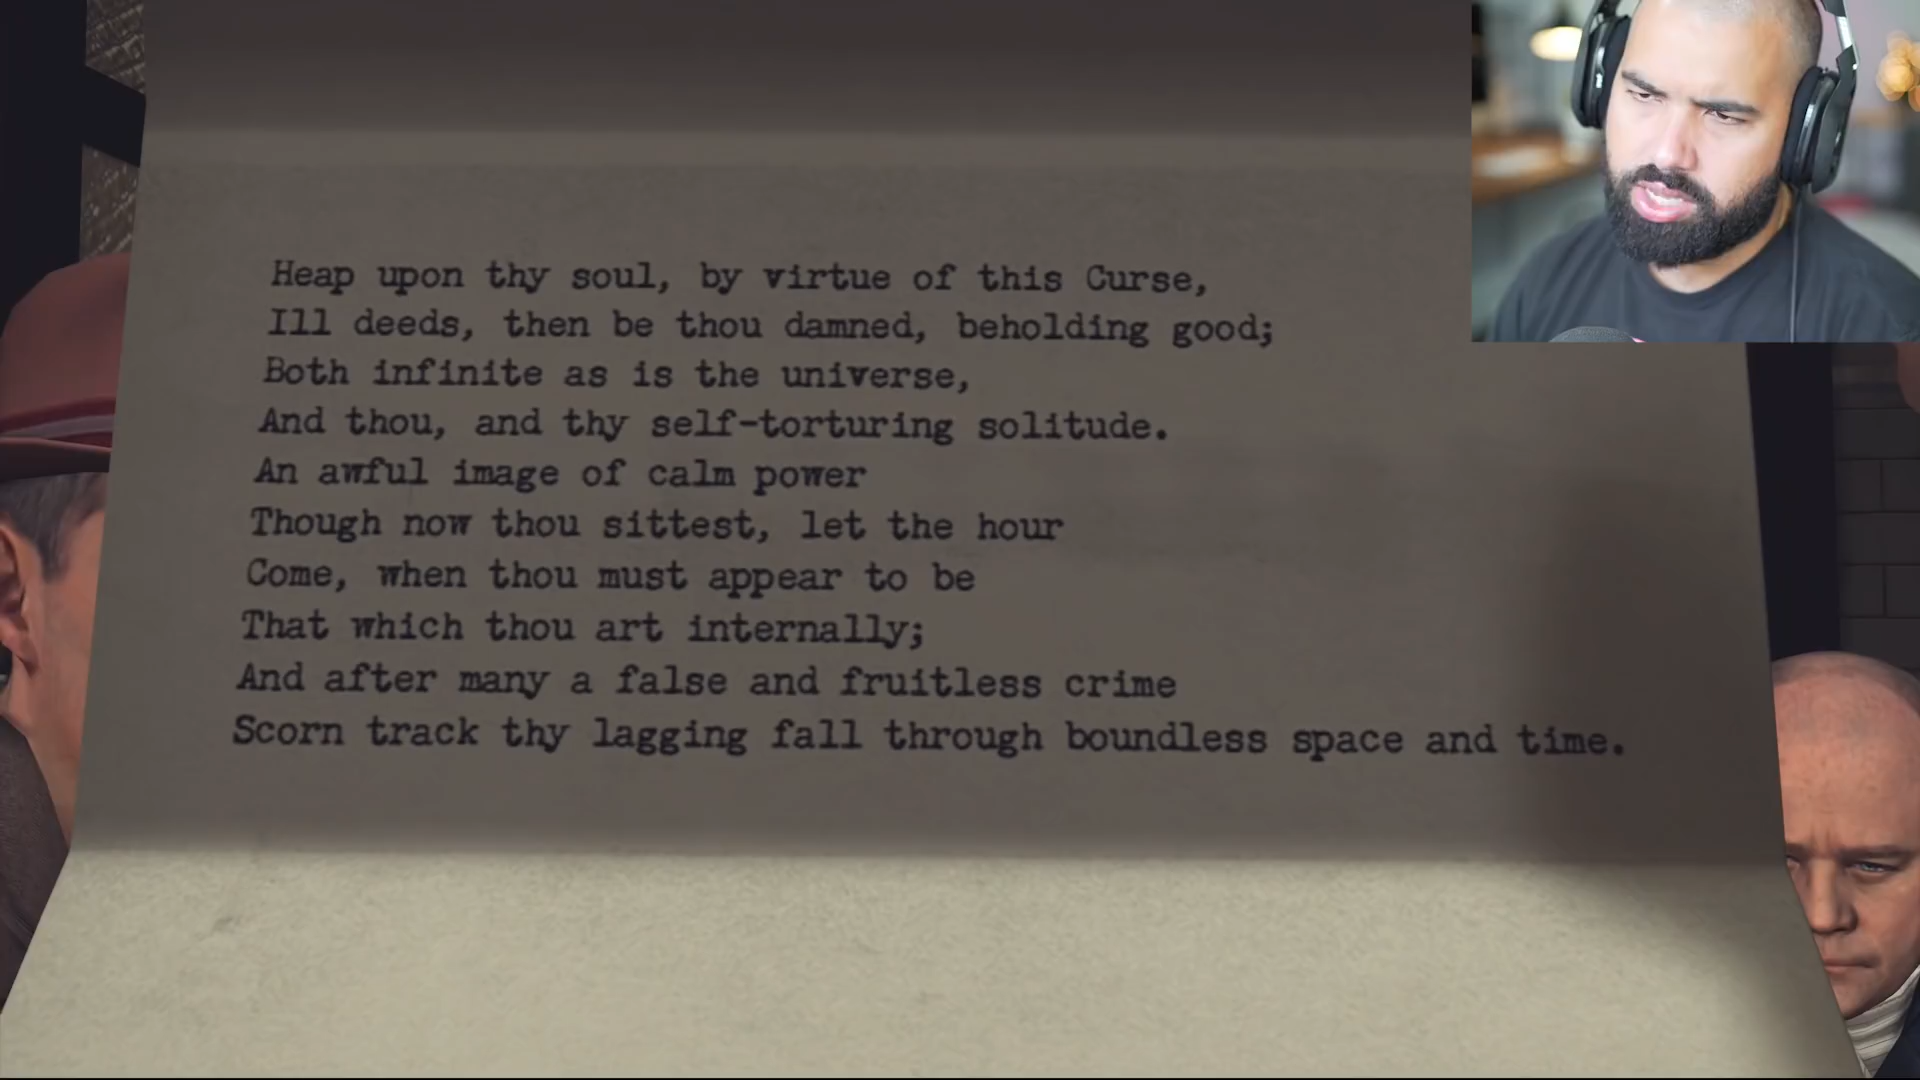 Heap upon thy soul, by virtue of this Curse,
Ill deeds, then be thou damned, beholding good;
Both infinite as is the universe,
And thou, and thy self-torturing solitude.
An awful image of calm power
Though now thou sittest, let the hour
Come, when thou must appear to be
That which thou art internally;
And after many a false and fruitless crime
Scorn track thy lagging fall through boundless space and time.